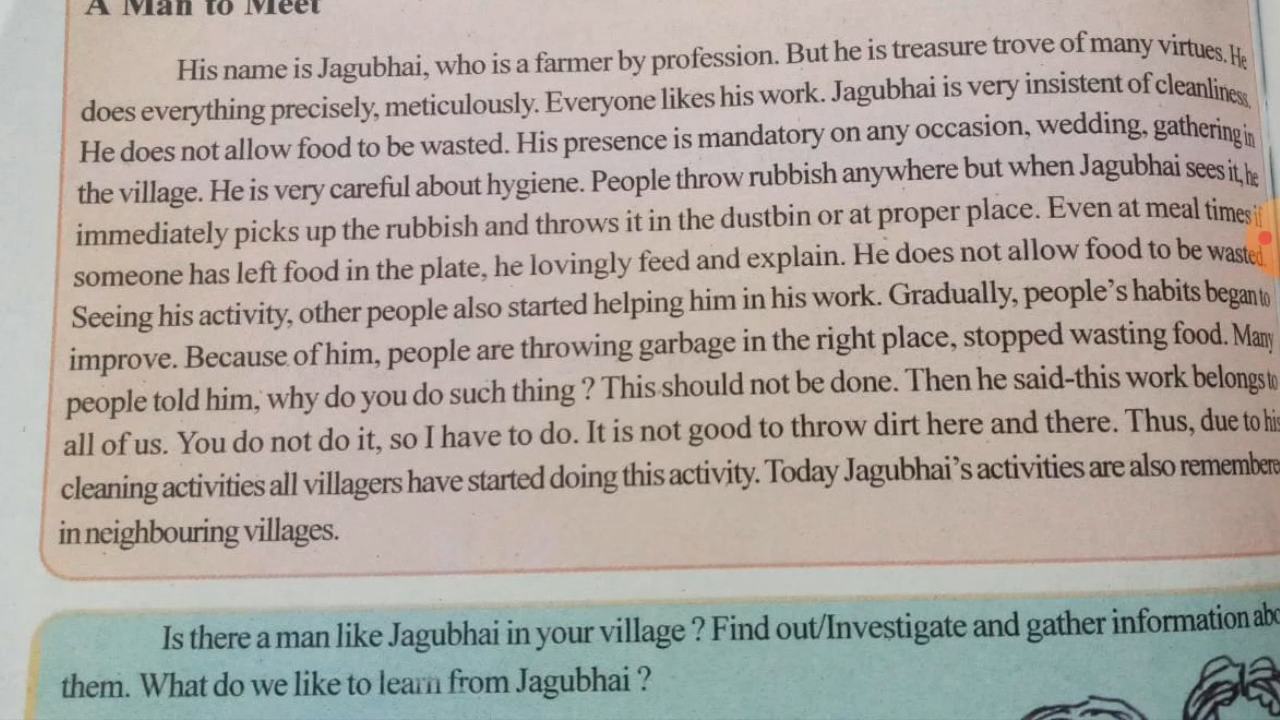 A Man to Meet
His name is Jagubhai, who is a farmer by profession. But he is treasure trove of many virtues. He
does everything precisely, meticulously. Everyone likes his work. Jagubhai is very insistent of cleanliness.
He does not allow food to be wasted. His presence is mandatory on any occasion, wedding, gathering in
the village. He is very careful about hygiene. People throw rubbish anywhere but when Jagubhai sees it, he
immediately picks up the rubbish and throws it in the dustbin or at proper place. Even at meal times if
someone has left food in the plate, he lovingly feed and explain. He does not allow food to be wasted.
Seeing his activity, other people also started helping him in his work. Gradually, people's habits began to
improve. Because of him, people are throwing garbage in the right place, stopped wasting food. Many
people told him, why do you do such thing ? This should not be done. Then he said-this work belongs to
all of us. You do not do it, so I have to do. It is not good to throw dirt here and there. Thus, due to his
cleaning activities all villagers have started doing this activity. Today Jagubhai's activities are also
in neighbouring villages.
Is there a man like Jagubhai in your village ? Find out/Investigate and gather information
them. What do we like to learn from Jagubhai ?